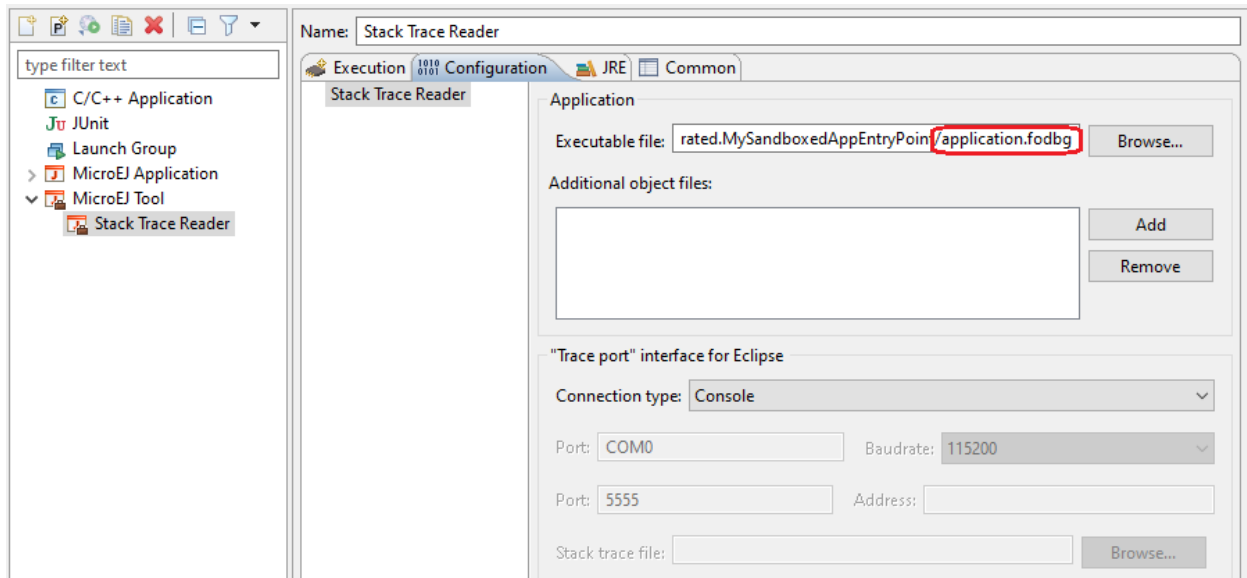 Name: Stack Trace Reader
type filter text
C/C++ Application
JUnit
Launch Group
MicroEJ Application
MicroEJ Tool
Stack Trace Reader
Execution Configuration JRE Common
Stack Trace Reader
Application
Executable file: rated.MySandboxedAppEntryPoint/application.fodbg Browse...
Additional object files:
Add
Remove
"Trace port" interface for Eclipse
Connection type: Console
Port: COM0 Baudrate: 115200
Port: 5555 Address:
Stack trace file: Browse...